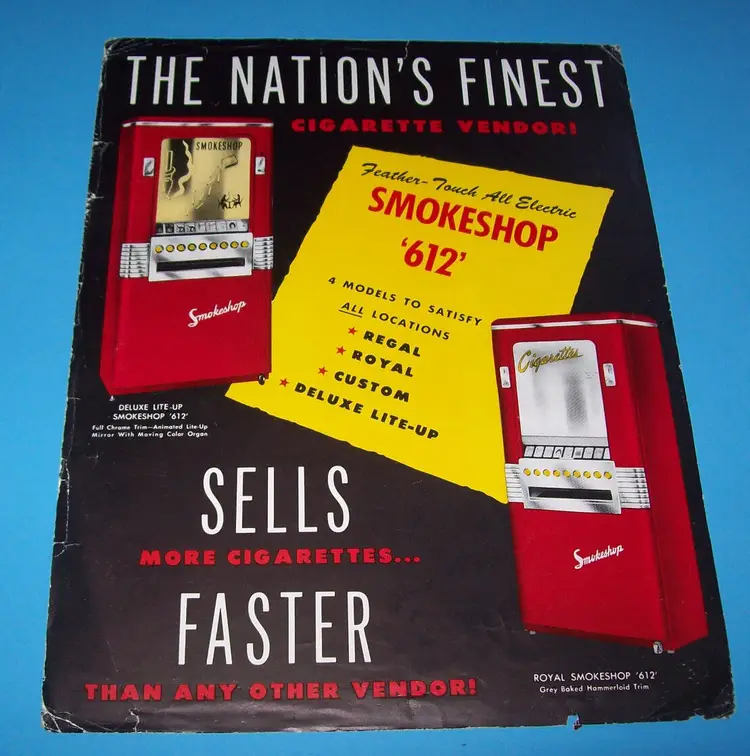 THE NATION'S FINEST
CIGARETTE VENDOR!
SMOKESHOP
Smokeshop
DELUXE LITE-UP
SMOKESHOP '612'
Full Chrome Trim—Animated Lite-Up
Mirror With Moving Color Organ
Feather-Touch All Electric
SMOKESHOP
'612'
4 MODELS TO SATISFY
ALL LOCATIONS
★ REGAL
★ ROYAL
★ CUSTOM
★ DELUXE LITE-UP
Cigarettes
Smokeshop
SELLS
MORE CIGARETTES...
FASTER
THAN ANY OTHER VENDOR!
ROYAL SMOKESHOP '612'
Grey Baked Hammerloid Trim